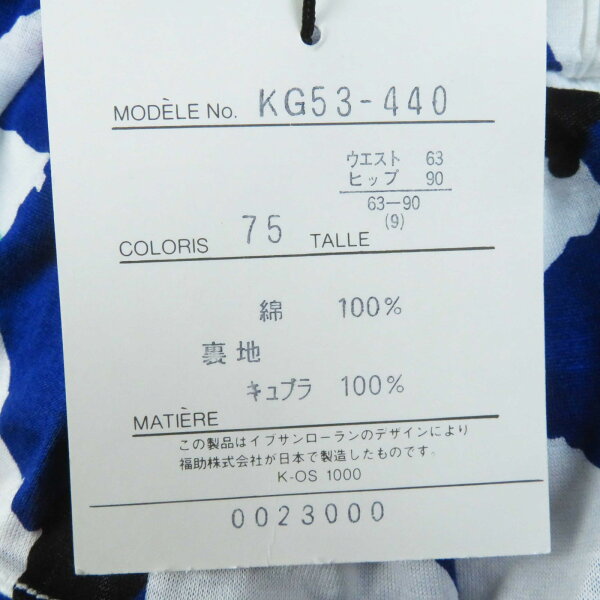 MODÈLE No. KG53-440
ウエスト 63
ヒップ 90
63-90
(9)
COLORIS 75 TALLE
綿 100%
裏地
キュプラ 100%
MATIÈRE
この製品はイブサンローランのデザインにより
福助株式会社が日本で製造したものです。
K-OS 1000
0023000